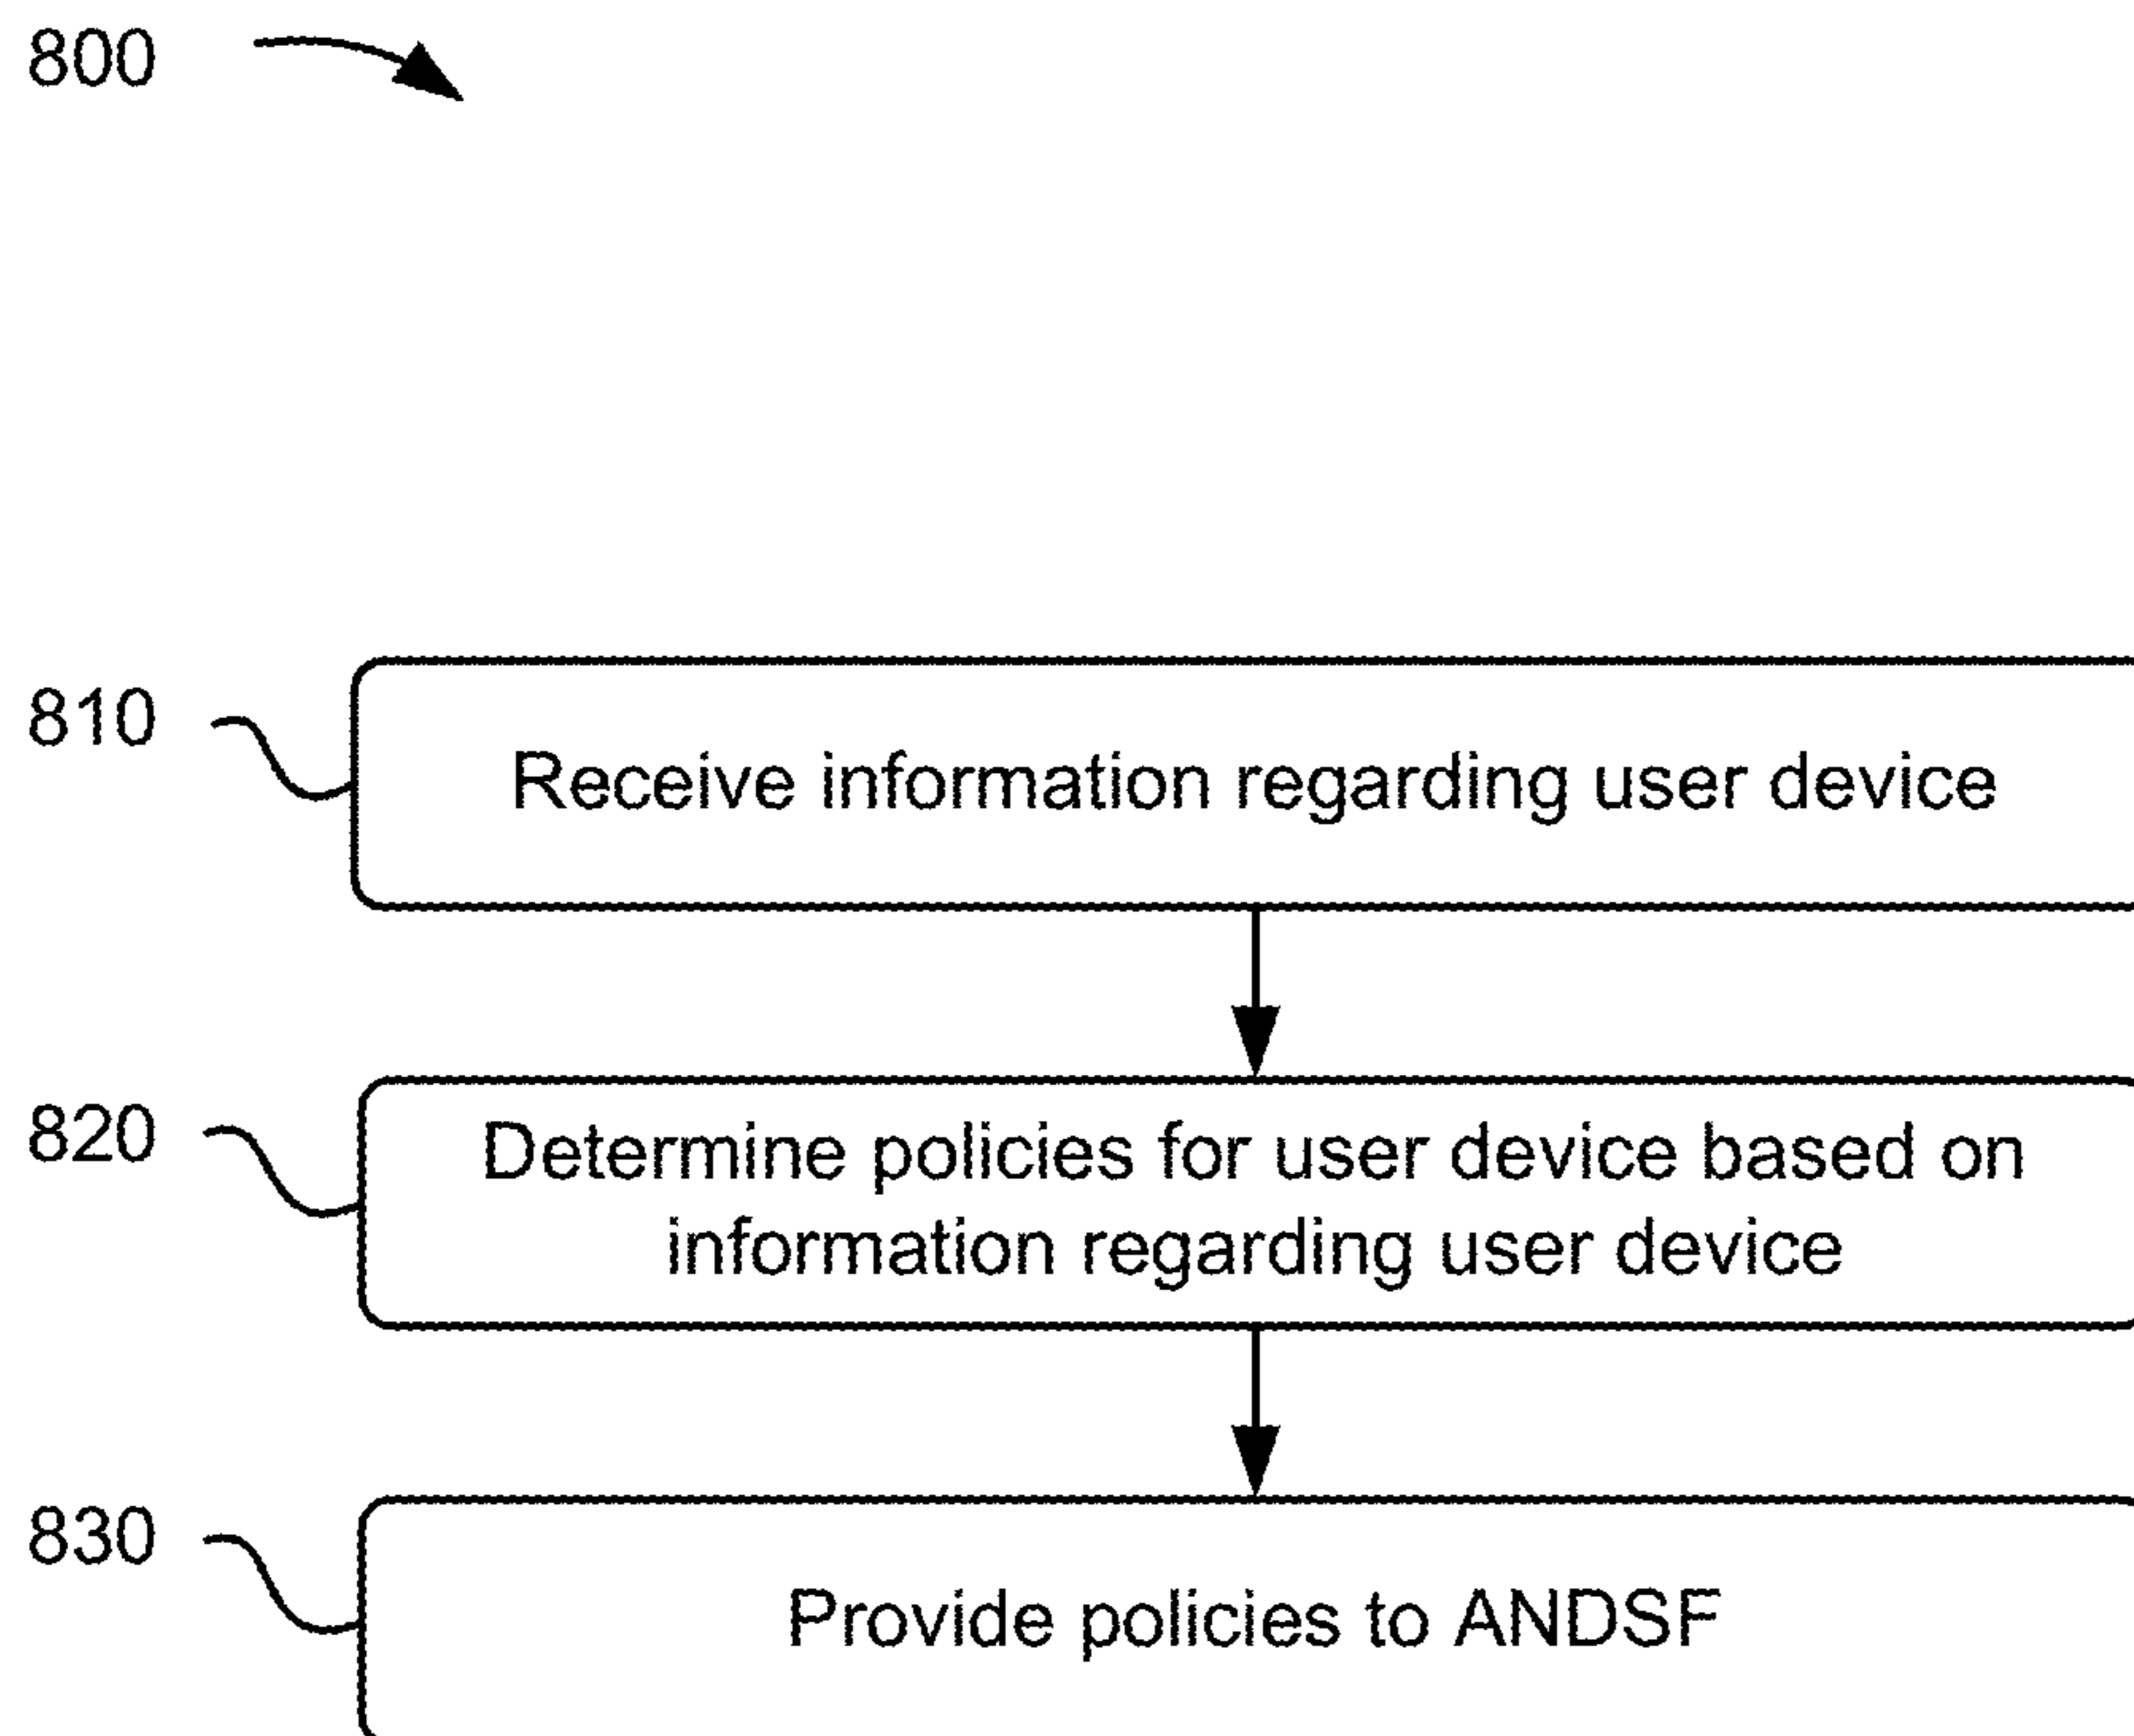 800
810
Receive information regarding user device
820
Determine policies for user device based on
information regarding user device
830
Provide policies to ANDSF